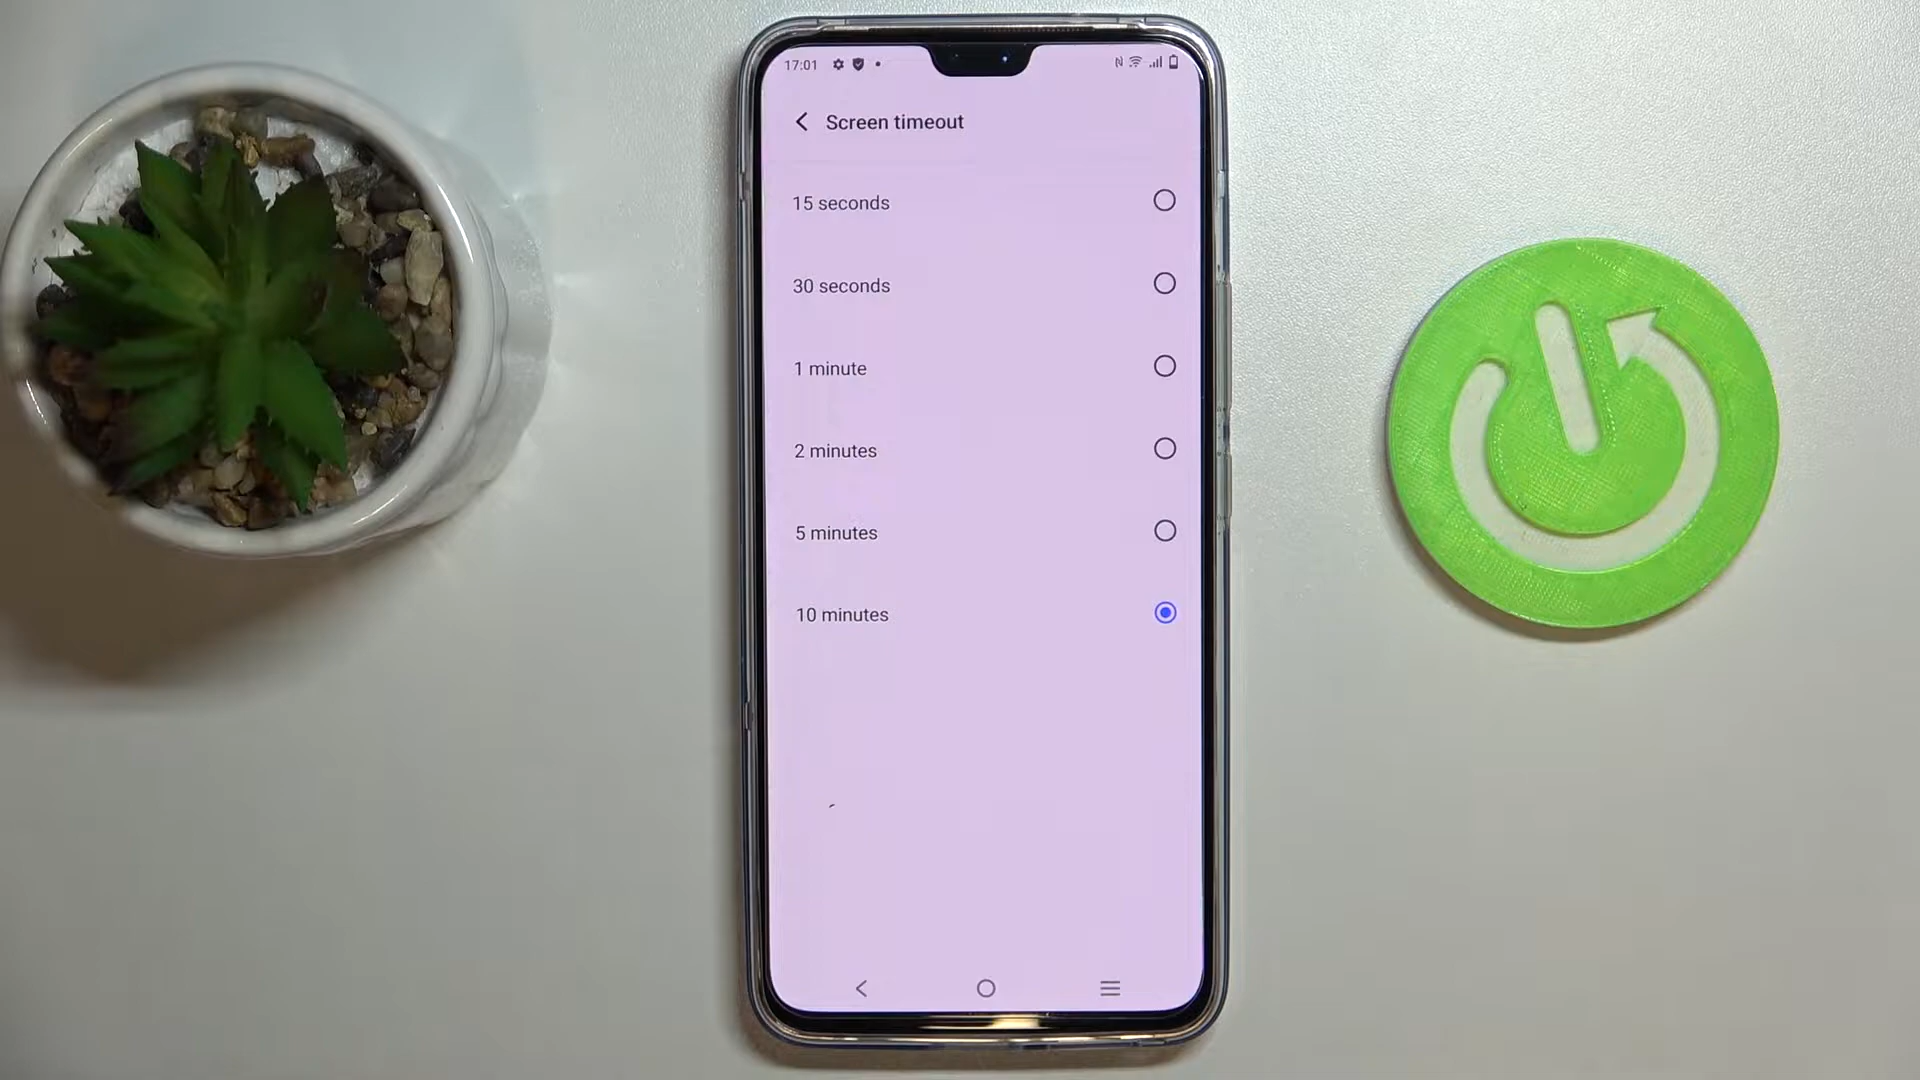 17:01
Screen timeout
15 seconds
30 seconds
1 minute
2 minutes
5 minutes
10 minutes